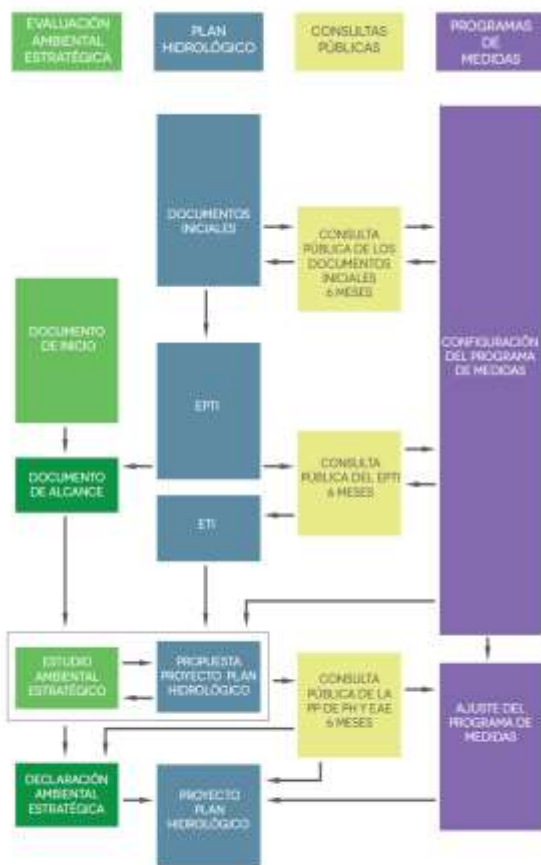 EVALUACIÓN
AMBIENTAL
ESTRATÉGICA
PLAN
HIDROLÓGICO
CONSULTAS
PÚBLICAS
PROGRAMAS
DE
MEDIDAS
DOCUMENTOS
INICIALES
CONSULTA
PÚBLICA DE LOS
DOCUMENTOS
INICIALES
6 MESES
DOCUMENTO
DE INICIO
CONFIGURACIÓN
DEL PROGRAMA
DE MEDIDAS
EPTI
DOCUMENTO
DE ALCANCE
CONSULTA
PÚBLICA DEL EPTI
6 MESES
ETI
ESTUDIO
AMBIENTAL
ESTRATÉGICO
PROPUESTA
PROYECTO PLAN
HIDROLÓGICO
CONSULTA
PÚBLICA DE LA
PP DE PH Y EAE
6 MESES
AJUSTE DEL
PROGRAMA DE
MEDIDAS
DECLARACIÓN
AMBIENTAL
ESTRATÉGICA
PROYECTO
PLAN
HIDROLÓGICO